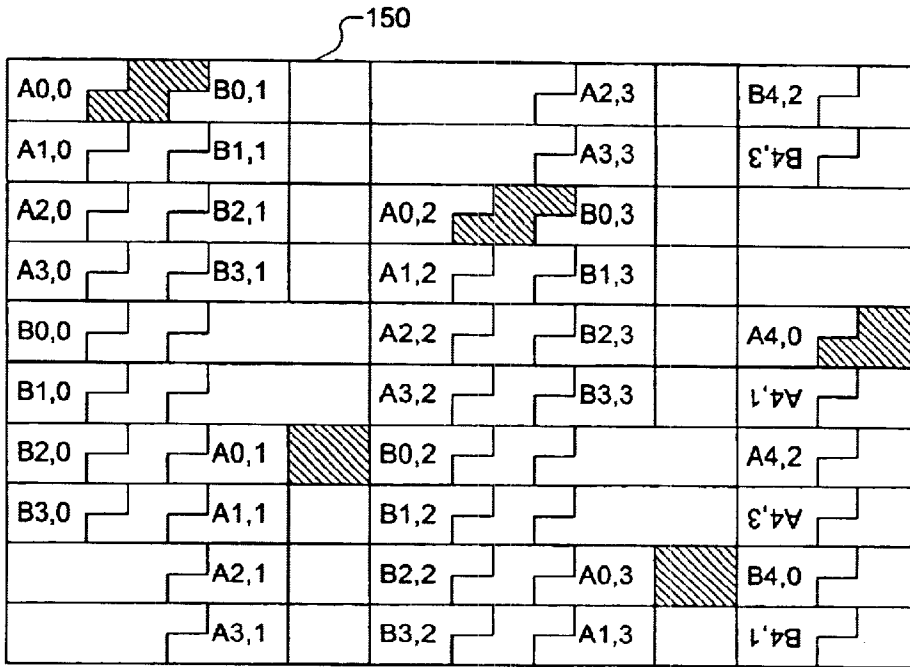 150
A0,0 B0,1 A2,3 B4,2
A1,0 B1,1 A3,3 B4,3
A2,0 B2,1 A0,2 B0,3
A3,0 B3,1 A1,2 B1,3
B0,0 A2,2 B2,3 A4,0
B1,0 A3,2 B3,3 A4,1
B2,0 A0,1 B0,2 A4,2
B3,0 A1,1 B1,2 A4,3
A2,1 B2,2 A0,3 B4,0
A3,1 B3,2 A1,3 B4,1